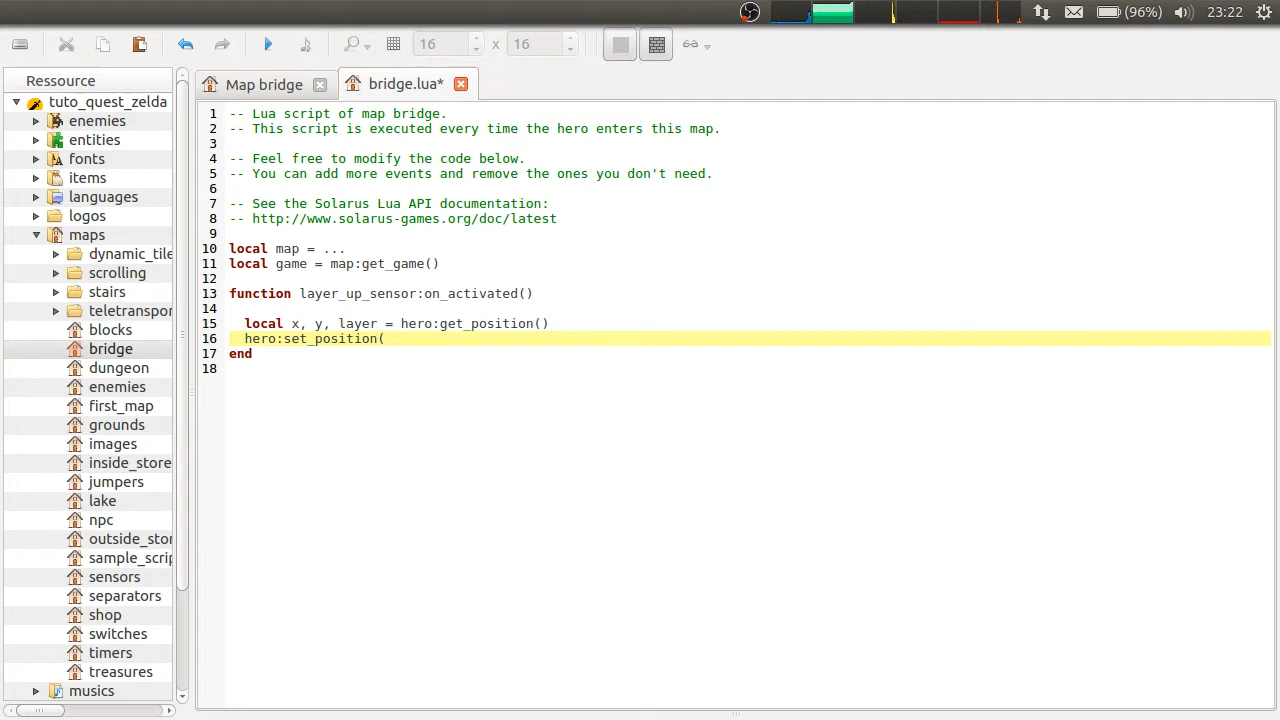 (96%) 23:22
16 x 16
Ressource
Map bridge
bridge.lua*
tuto_quest_zelda
enemies
entities
fonts
items
languages
logos
maps
dynamic_tile
scrolling
stairs
teletranspor
blocks
bridge
dungeon
enemies
first_map
grounds
images
inside_store
jumpers
lake
npc
outside_stor
sample_scrip
sensors
separators
shop
switches
timers
treasures
musics
1 -- Lua script of map bridge.
2 -- This script is executed every time the hero enters this map.
3
4 -- Feel free to modify the code below.
5 -- You can add more events and remove the ones you don't need.
6
7 -- See the Solarus Lua API documentation:
8 -- http://www.solarus-games.org/doc/latest
9
10 local map = ...
11 local game = map:get_game()
12
13 function layer_up_sensor:on_activated()
14
15 local x, y, layer = hero:get_position()
16 hero:set_position(
17 end
18